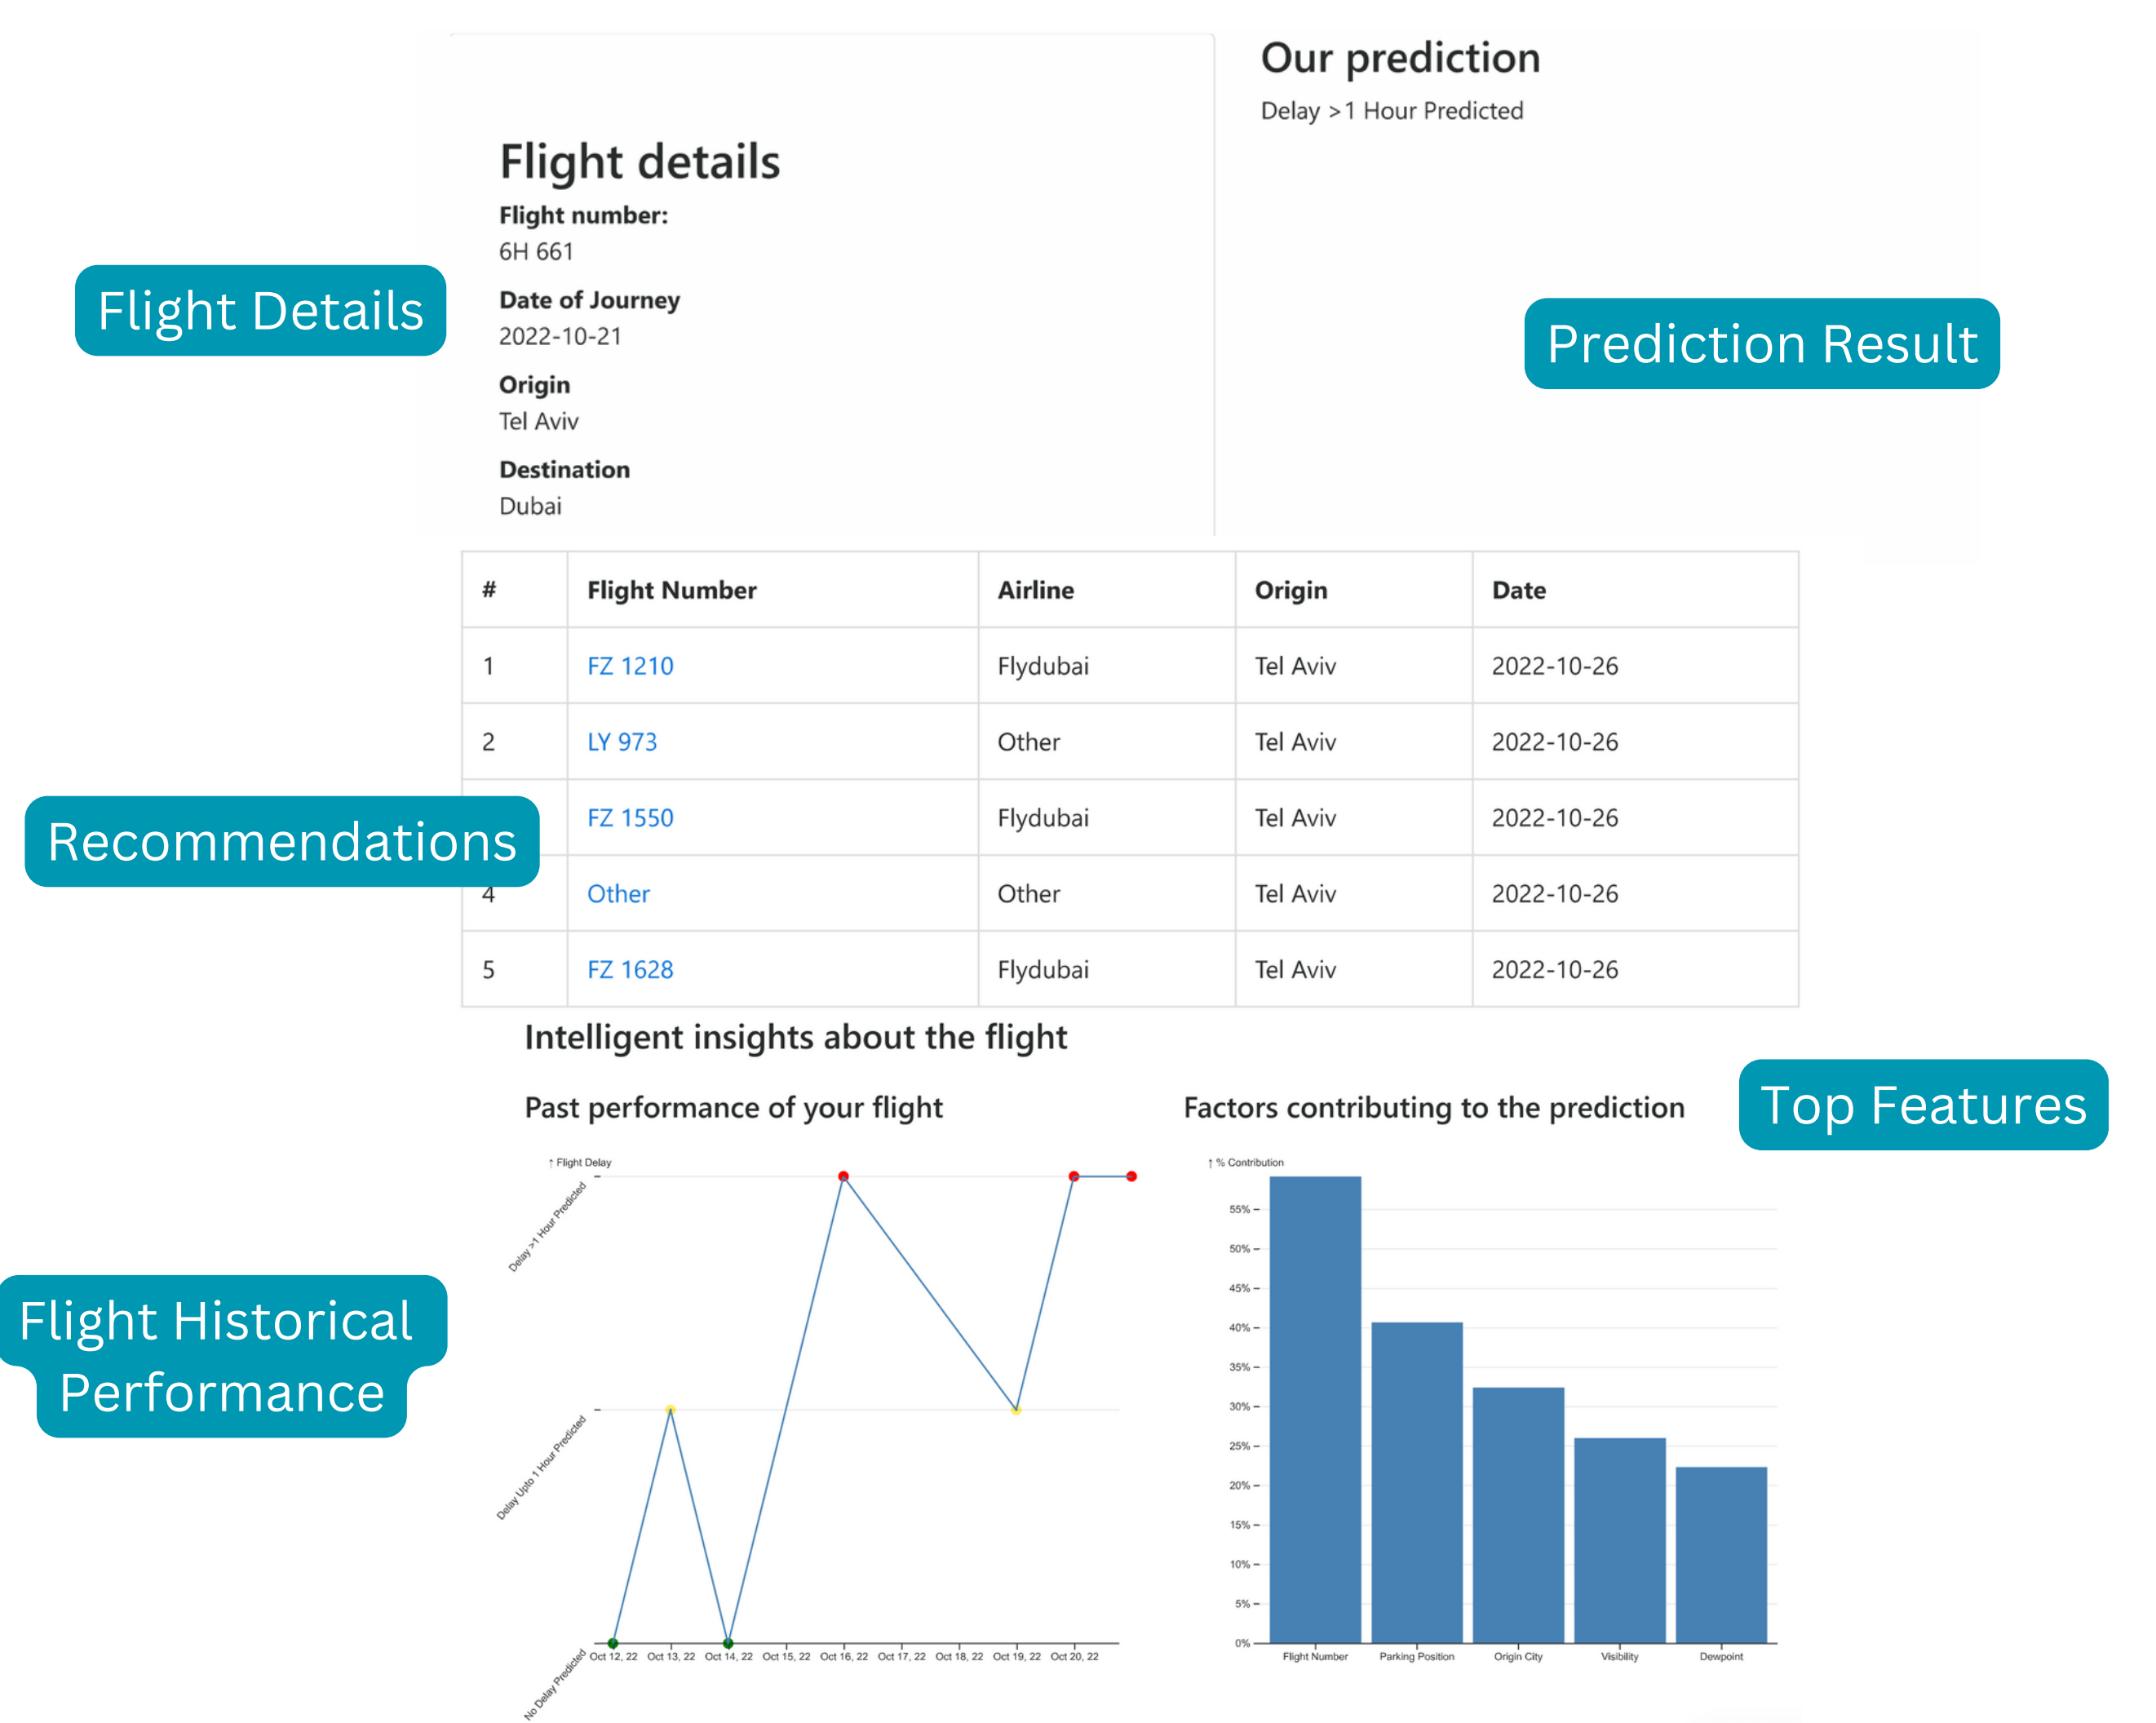 Our prediction
Delay >1 Hour Predicted
Flight details
Flight number:
6H 661
Date of Journey
2022-10-21
Origin
Tel Aviv
Destination
Dubai
Flight Details
Prediction Result
# Flight Number Airline Origin Date
1 FZ 1210 Flydubai Tel Aviv 2022-10-26
2 LY 973 Other Tel Aviv 2022-10-26
FZ 1550 Flydubai Tel Aviv 2022-10-26
4 Other Other Tel Aviv 2022-10-26
5 FZ 1628 Flydubai Tel Aviv 2022-10-26
Recommendations
Intelligent insights about the flight
Top Features
Past performance of your flight
↑ Flight Delay
Delay >1 Hour Predicted
Delay Upto 1 Hour Predicted
No Delay Predicted
Oct 12, 22 Oct 13, 22 Oct 14, 22 Oct 15, 22 Oct 16, 22 Oct 17, 22 Oct 18, 22 Oct 19, 22 Oct 20, 22
Flight Historical
Performance
Factors contributing to the prediction
↑ % Contribution
55%
50%
45%
40%
35%
30%
25%
20%
15%
10%
5%
0%
Flight Number Parking Position Origin City Visibility Dewpoint